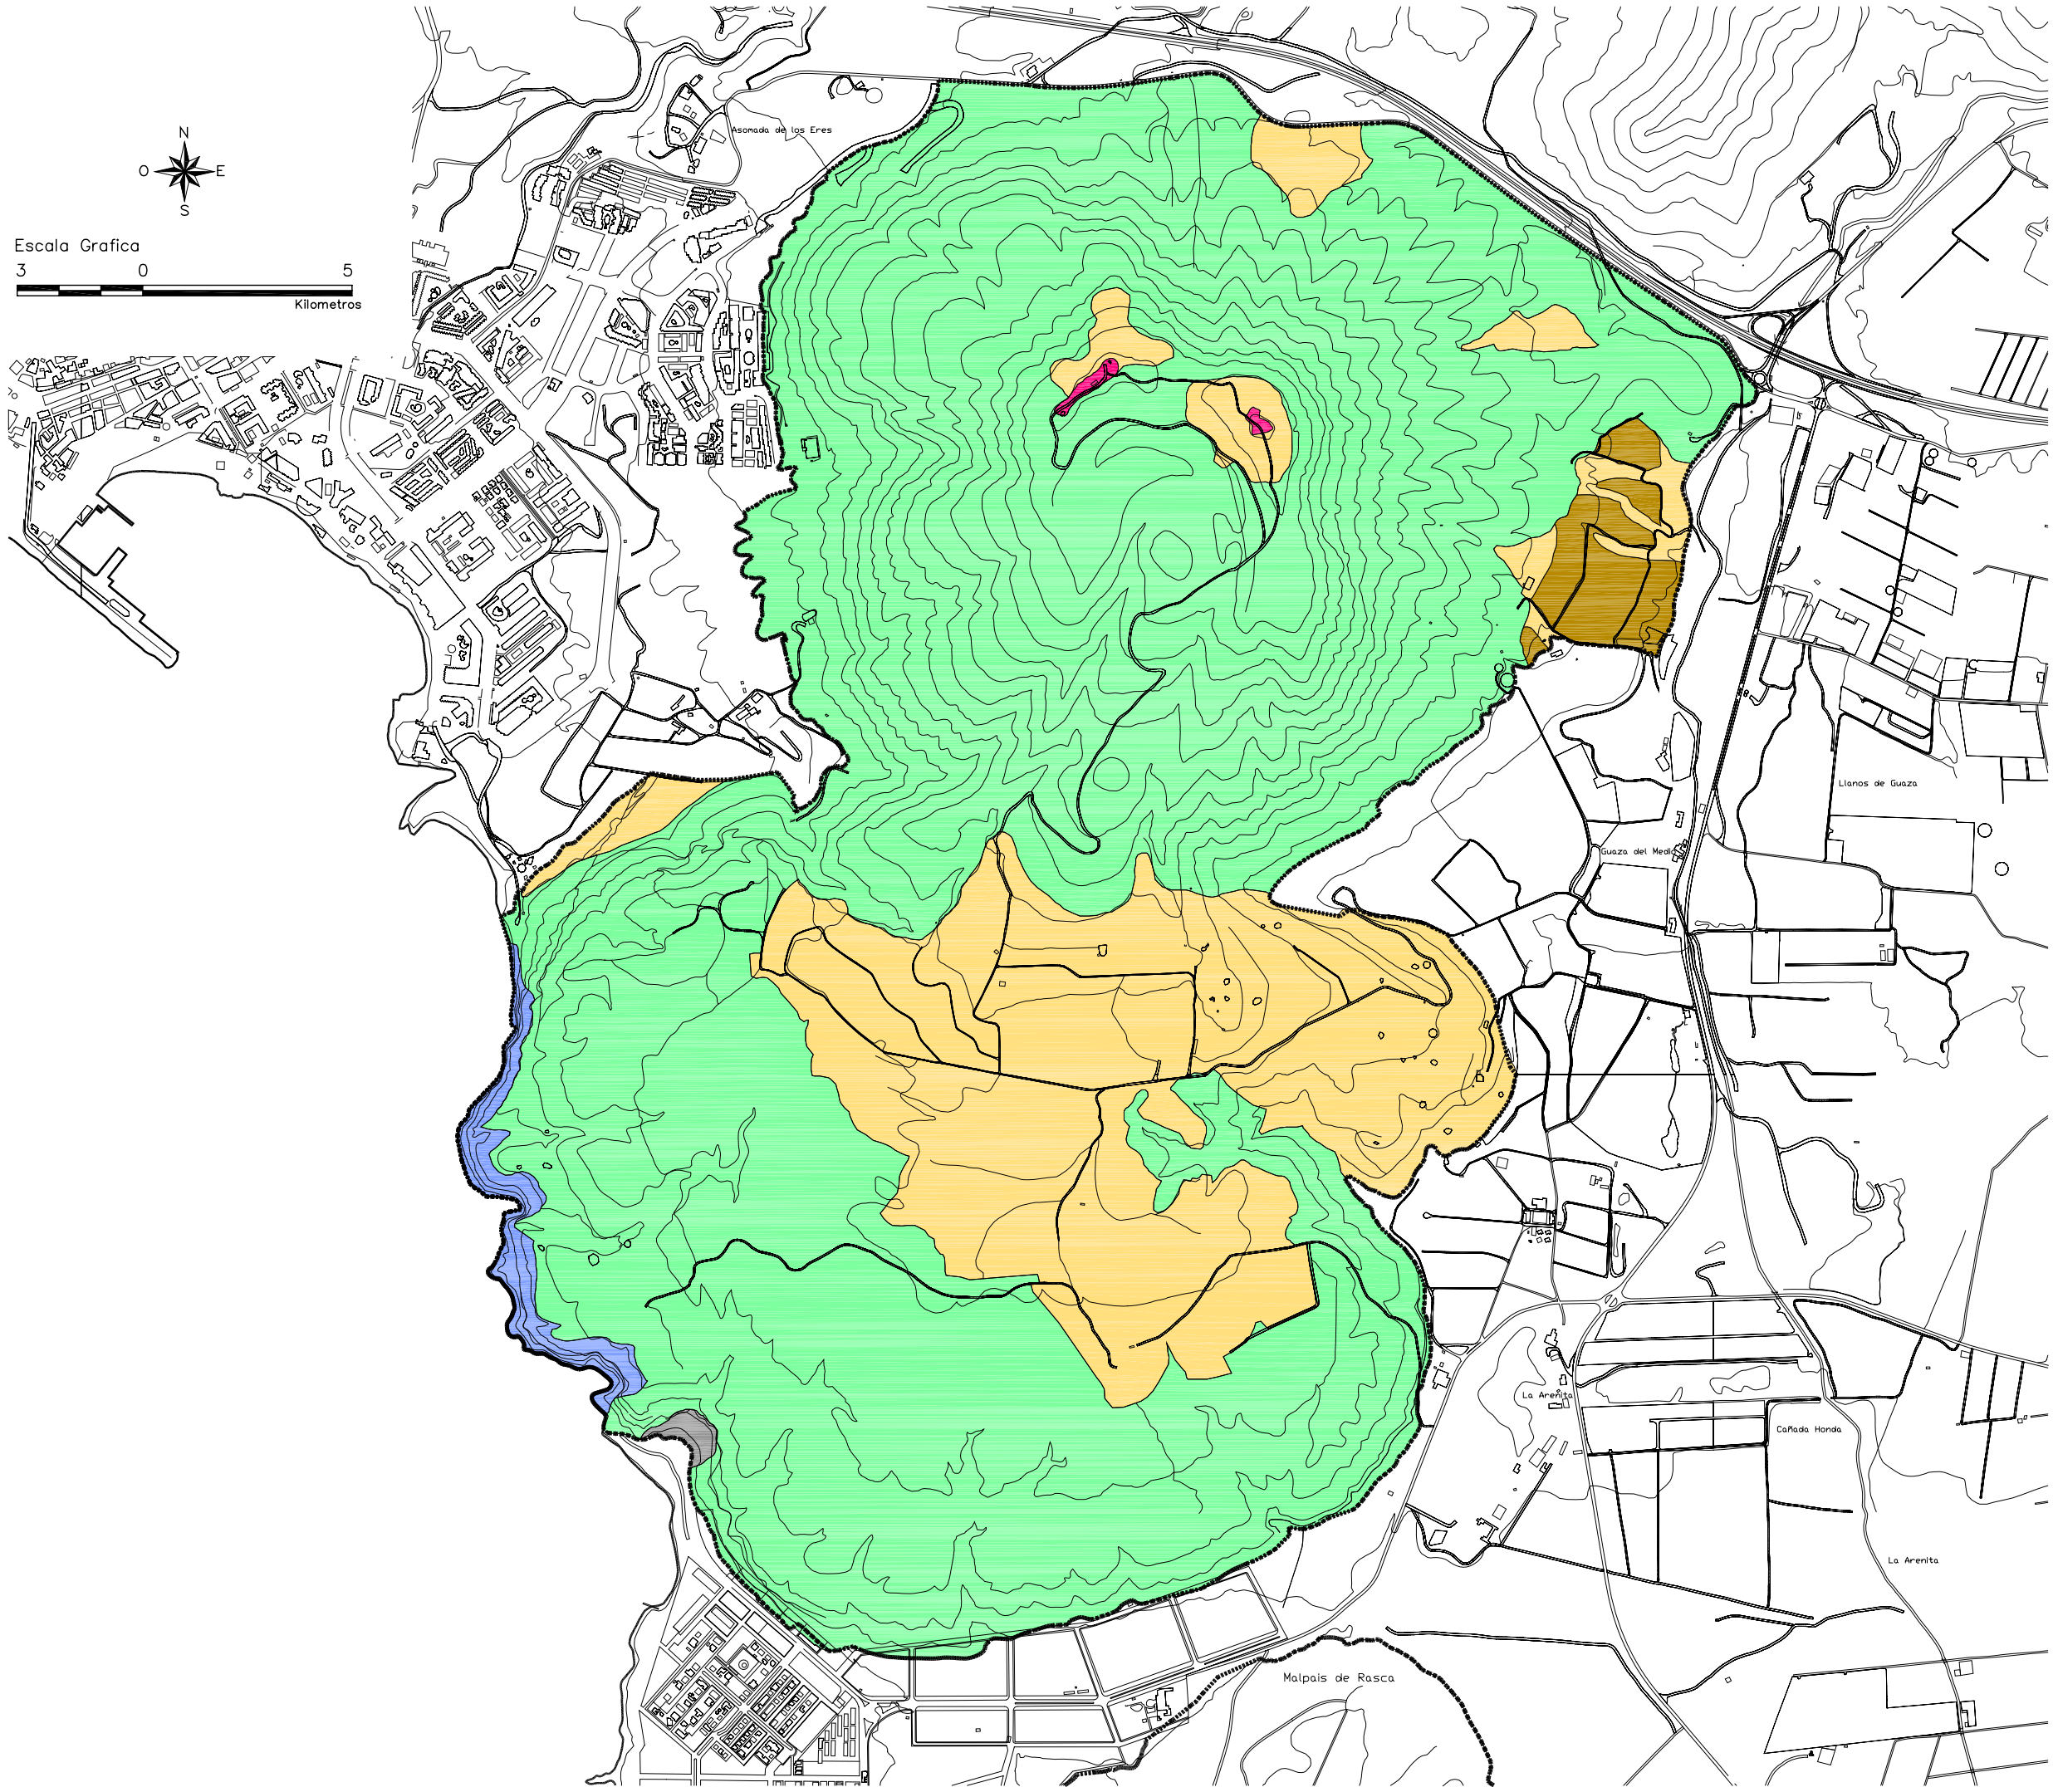 Asomada de los Eres
N
O E
S
Escala Grafica
3 0 5
Kilometros
Llanos de Guaza
Guaza del Medio
La Arenita
Cañada Honda
La Arenita
Malpais de Rasca